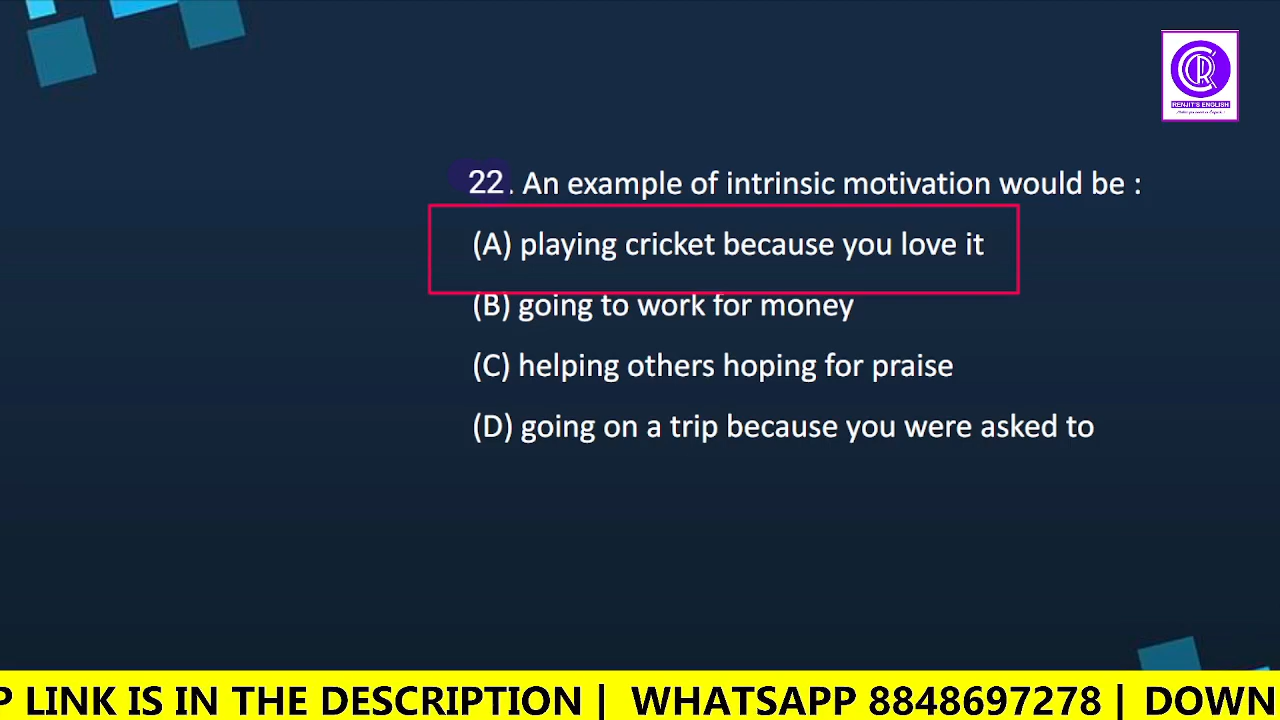 RENJIT'S ENGLISH
22. An example of intrinsic motivation would be :
(A) playing cricket because you love it
(B) going to work for money
(C) helping others hoping for praise
(D) going on a trip because you were asked to
P LINK IS IN THE DESCRIPTION | WHATSAPP 8848697278 | DOWN